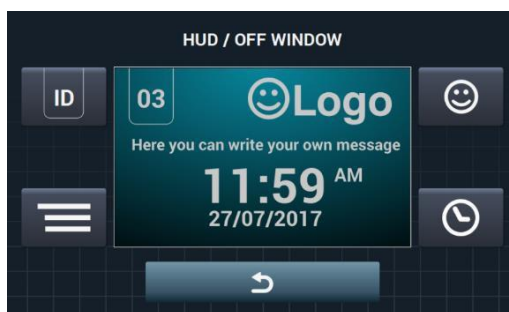 HUD / OFF WINDOW
ID
03
Logo
Here you can write your own message
11:59 AM
27/07/2017